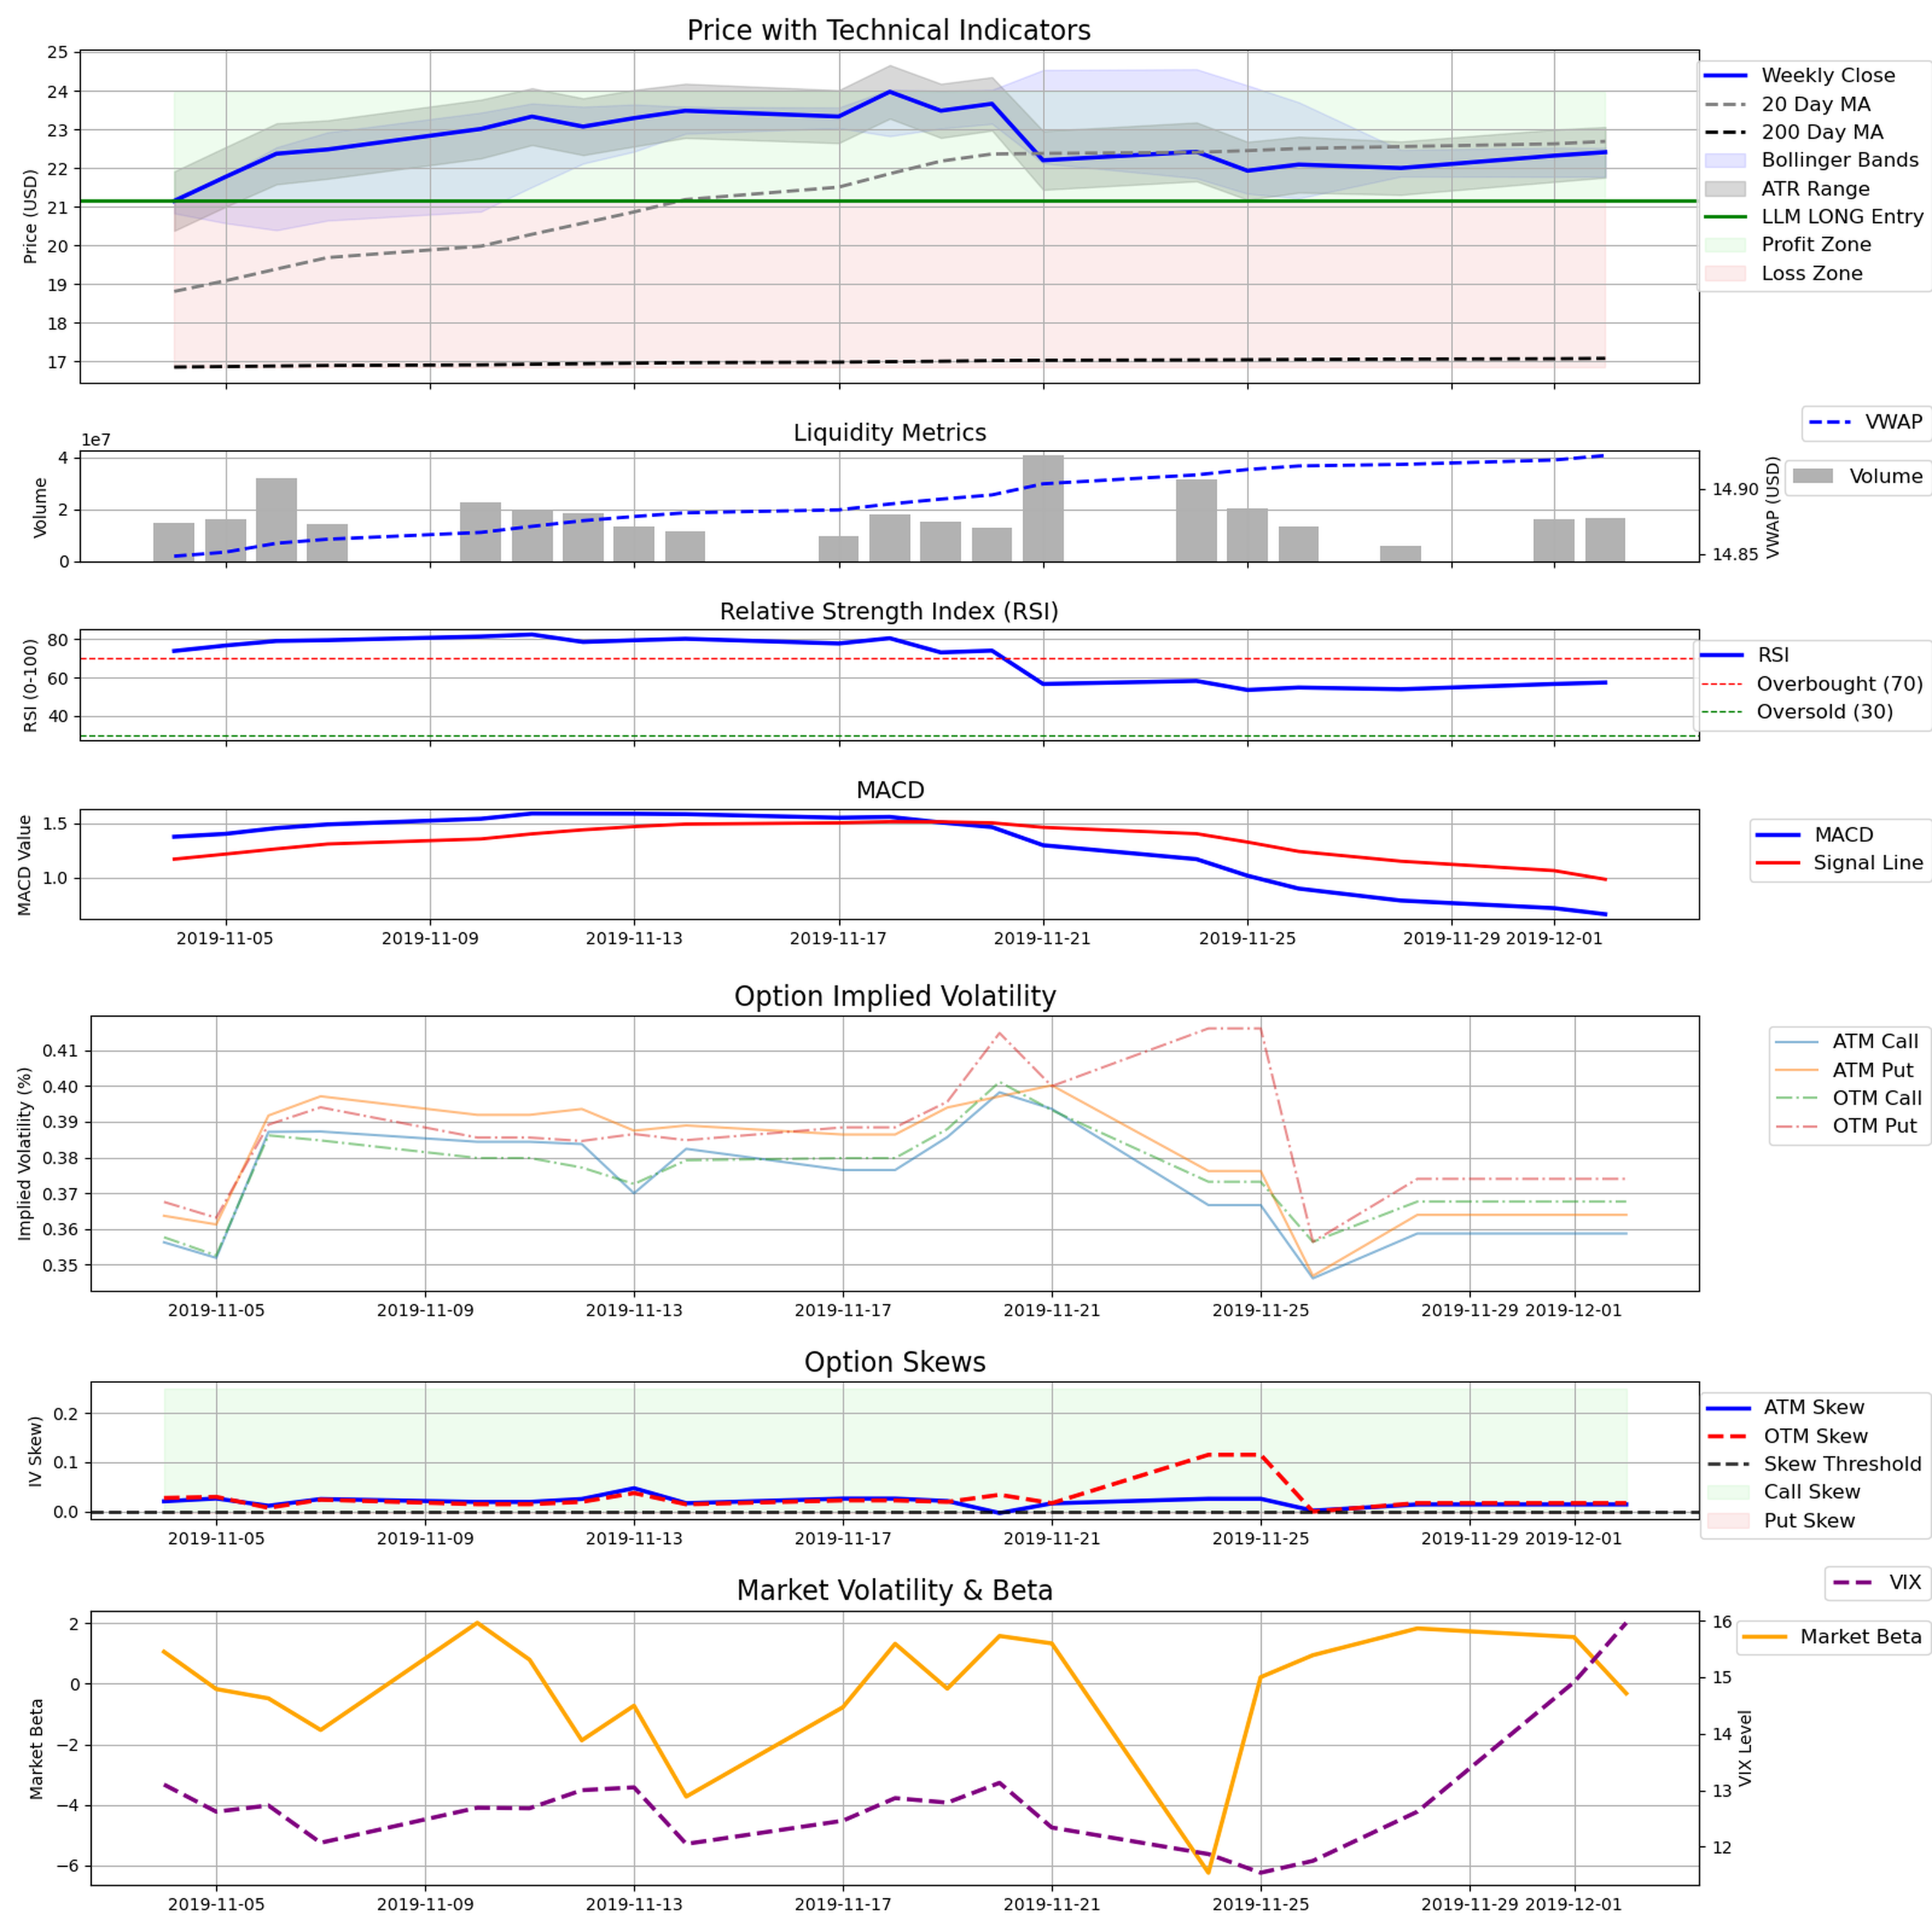 Price with Technical Indicators
Price (USD)
25
24
23
22
21
20
19
18
17
Weekly Close
20 Day MA
200 Day MA
Bollinger Bands
ATR Range
LLM LONG Entry
Profit Zone
Loss Zone
Liquidity Metrics
1e7
Volume
4
2
0
14.90
14.85
VWAP (USD)
VWAP
Volume
Relative Strength Index (RSI)
RSI (0-100)
80
60
40
RSI
Overbought (70)
Oversold (30)
MACD
MACD Value
1.5
1.0
MACD
Signal Line
2019-11-05 2019-11-09 2019-11-13 2019-11-17 2019-11-21 2019-11-25 2019-11-29 2019-12-01
Option Implied Volatility
Implied Volatility (%)
0.41
0.40
0.39
0.38
0.37
0.36
0.35
ATM Call
ATM Put
OTM Call
OTM Put
2019-11-05 2019-11-09 2019-11-13 2019-11-17 2019-11-21 2019-11-25 2019-11-29 2019-12-01
Option Skews
IV Skew)
0.2
0.1
0.0
ATM Skew
OTM Skew
Skew Threshold
Call Skew
Put Skew
2019-11-05 2019-11-09 2019-11-13 2019-11-17 2019-11-21 2019-11-25 2019-11-29 2019-12-01
Market Volatility & Beta
Market Beta
2
0
−2
−4
−6
16
15
14
13
12
VIX Level
VIX
Market Beta
2019-11-05 2019-11-09 2019-11-13 2019-11-17 2019-11-21 2019-11-25 2019-11-29 2019-12-01